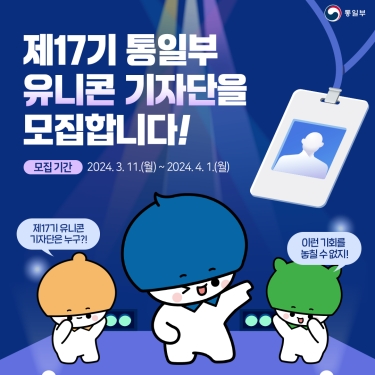 통일부
제17기 통일부
유니콘 기자단을
모집합니다!
모집 기간 2024. 3. 11.(월) ~ 2024. 4. 1.(월)
제17기 유니콘
기자단은 누구?!
이런 기회를
놓칠 수 없지!